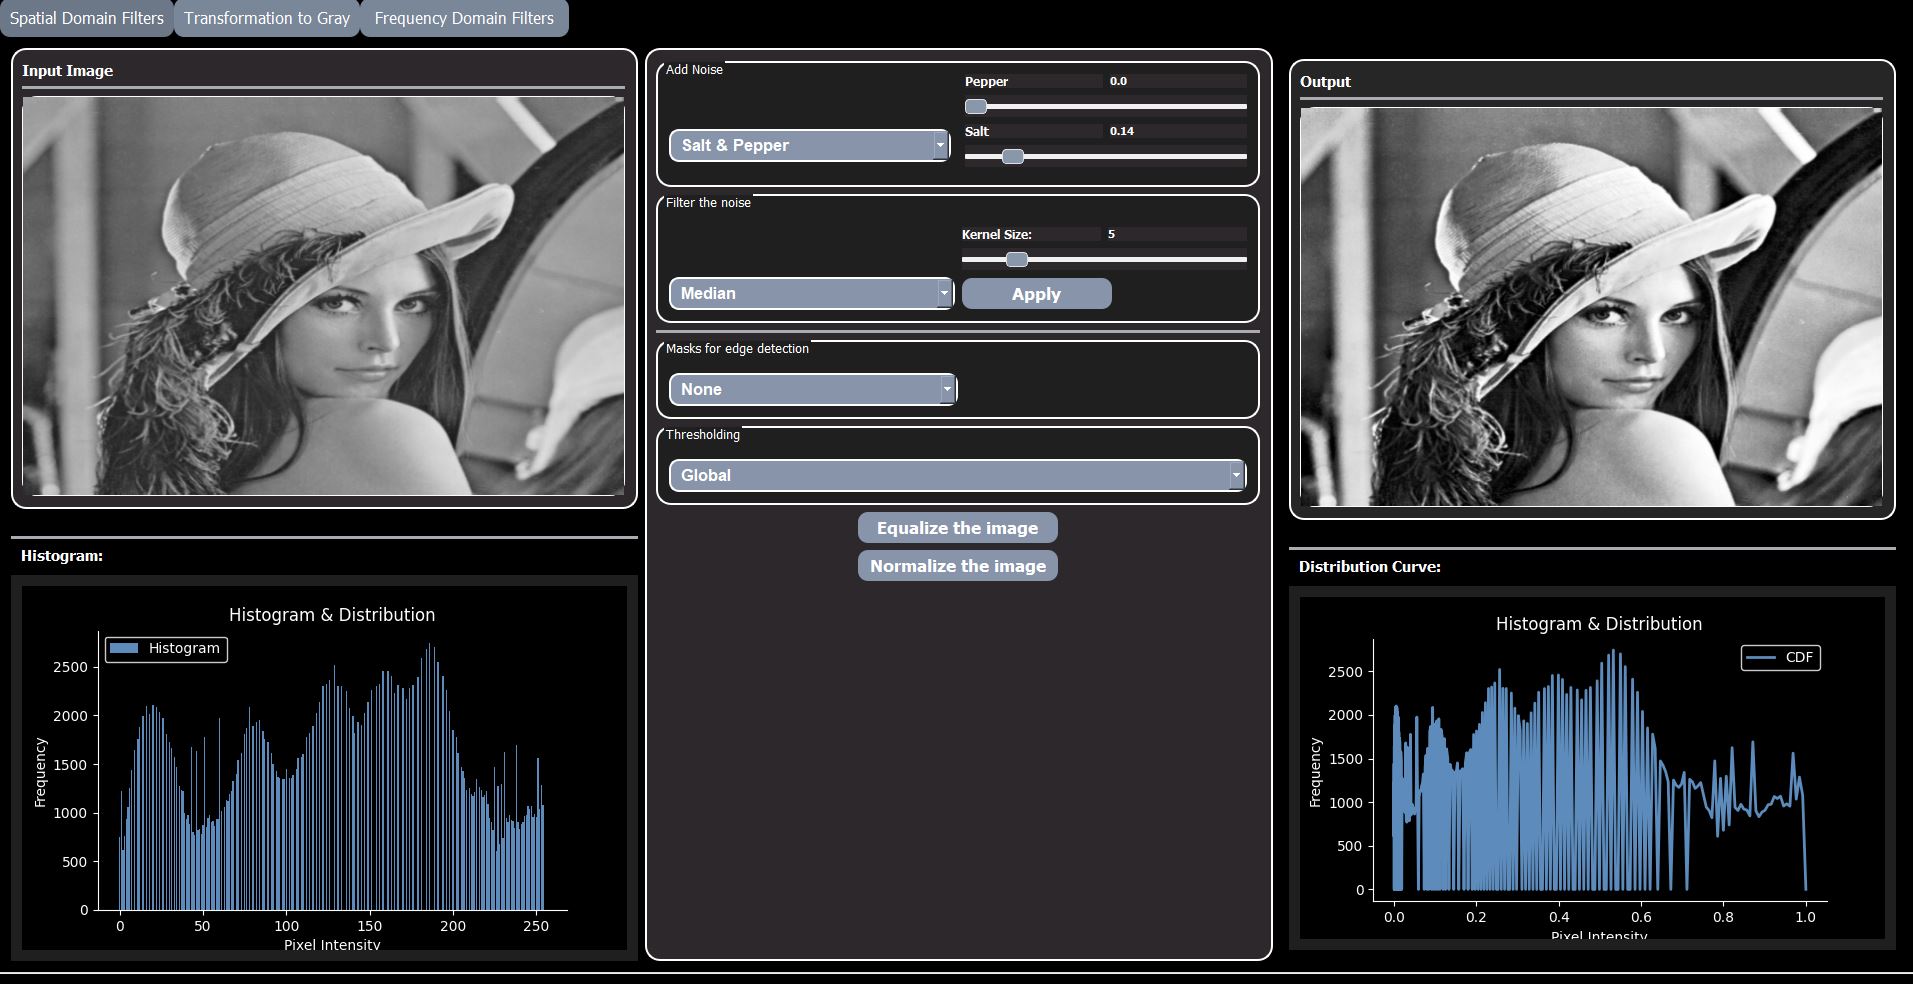 Spatial Domain Filters Transformation to Gray Frequency Domain Filters
Input Image
Add Noise
Pepper 0.0
Salt 0.14
Salt & Pepper
Filter the noise
Kernel Size: 5
Median Apply
Masks for edge detection
None
Thresholding
Global
Equalize the image
Normalize the image
Output
Histogram:
Histogram & Distribution
Histogram
2500
2000
1500
1000
500
0
Frequency
0 50 100 150 200 250
Pixel Intensity
Distribution Curve:
Histogram & Distribution
CDF
2500
2000
1500
1000
500
0
Frequency
0.0 0.2 0.4 0.6 0.8 1.0
Pixel Intensity